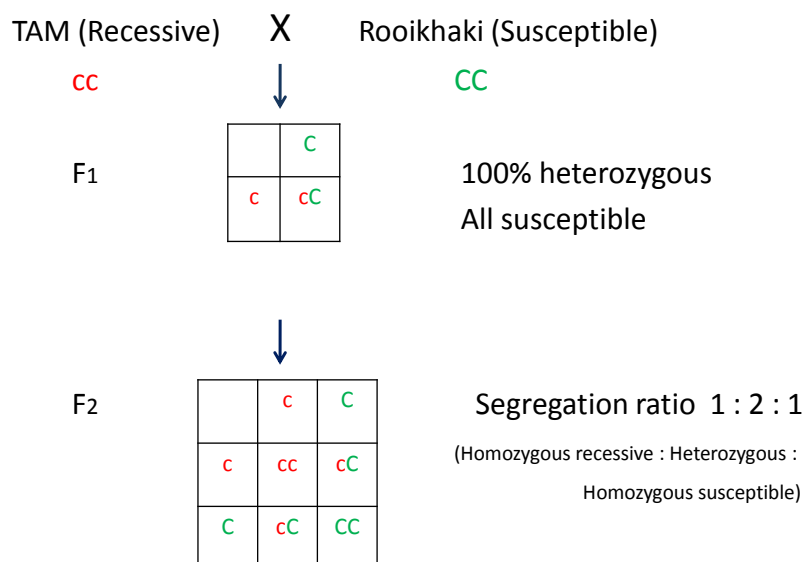 TAM (Recessive) X Rooikhaki (Susceptible)
cc CC
C
F1 100% heterozygous
c cC
All susceptible
c C
F2 Segregation ratio 1 : 2 : 1
c cc cC
(Homozygous recessive : Heterozygous :
Homozygous susceptible)
C cC CC